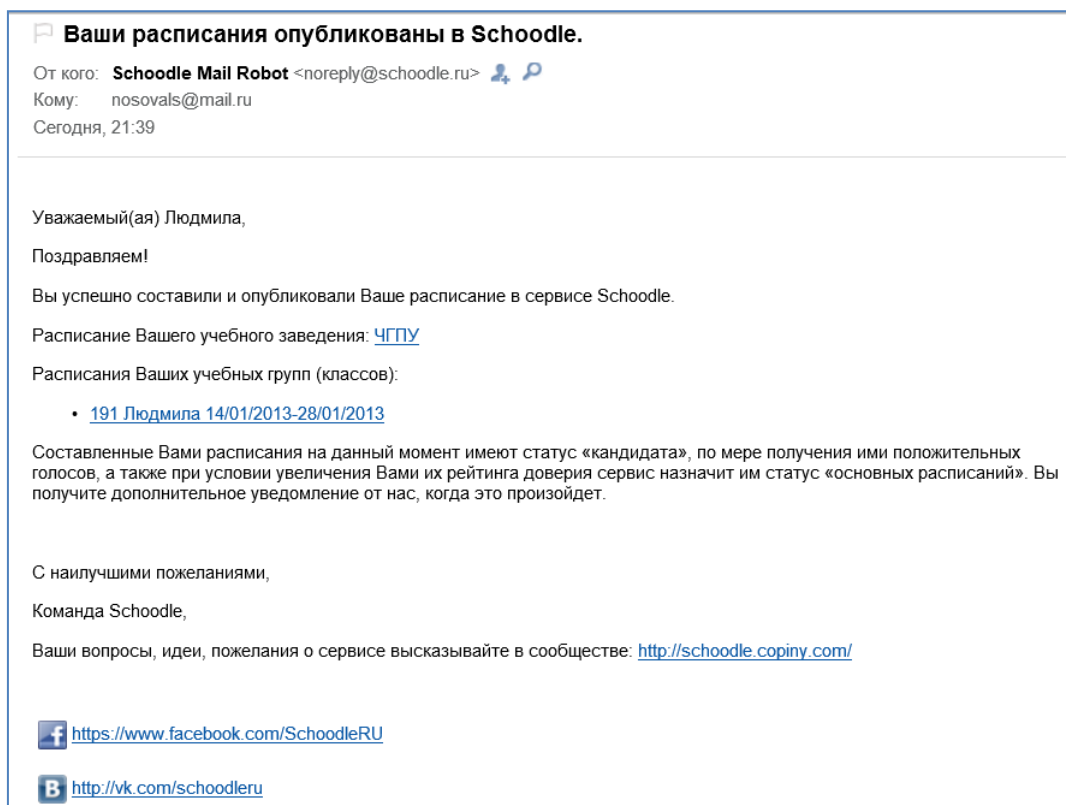 Ваши расписания опубликованы в Schoodle.
От кого: Schoodle Mail Robot <noreply@schoodle.ru>
Кому: nosovals@mail.ru
Сегодня, 21:39
Уважаемый(ая) Людмила,
Поздравляем!
Вы успешно составили и опубликовали Ваше расписание в сервисе Schoodle.
Расписание Вашего учебного заведения: ЧГПУ
Расписания Ваших учебных групп (классов):
• 191 Людмила 14/01/2013-28/01/2013
Составленные Вами расписания на данный момент имеют статус «кандидата», по мере получения ими положительных
голосов, а также при условии увеличения Вами их рейтинга доверия сервис назначит им статус «основных расписаний». Вы
получите дополнительное уведомление от нас, когда это произойдет.
С наилучшими пожеланиями,
Команда Schoodle,
Ваши вопросы, идеи, пожелания о сервисе высказывайте в сообществе: http://schoodle.copiny.com/
https://www.facebook.com/SchoodleRU
http://vk.com/schoodleru